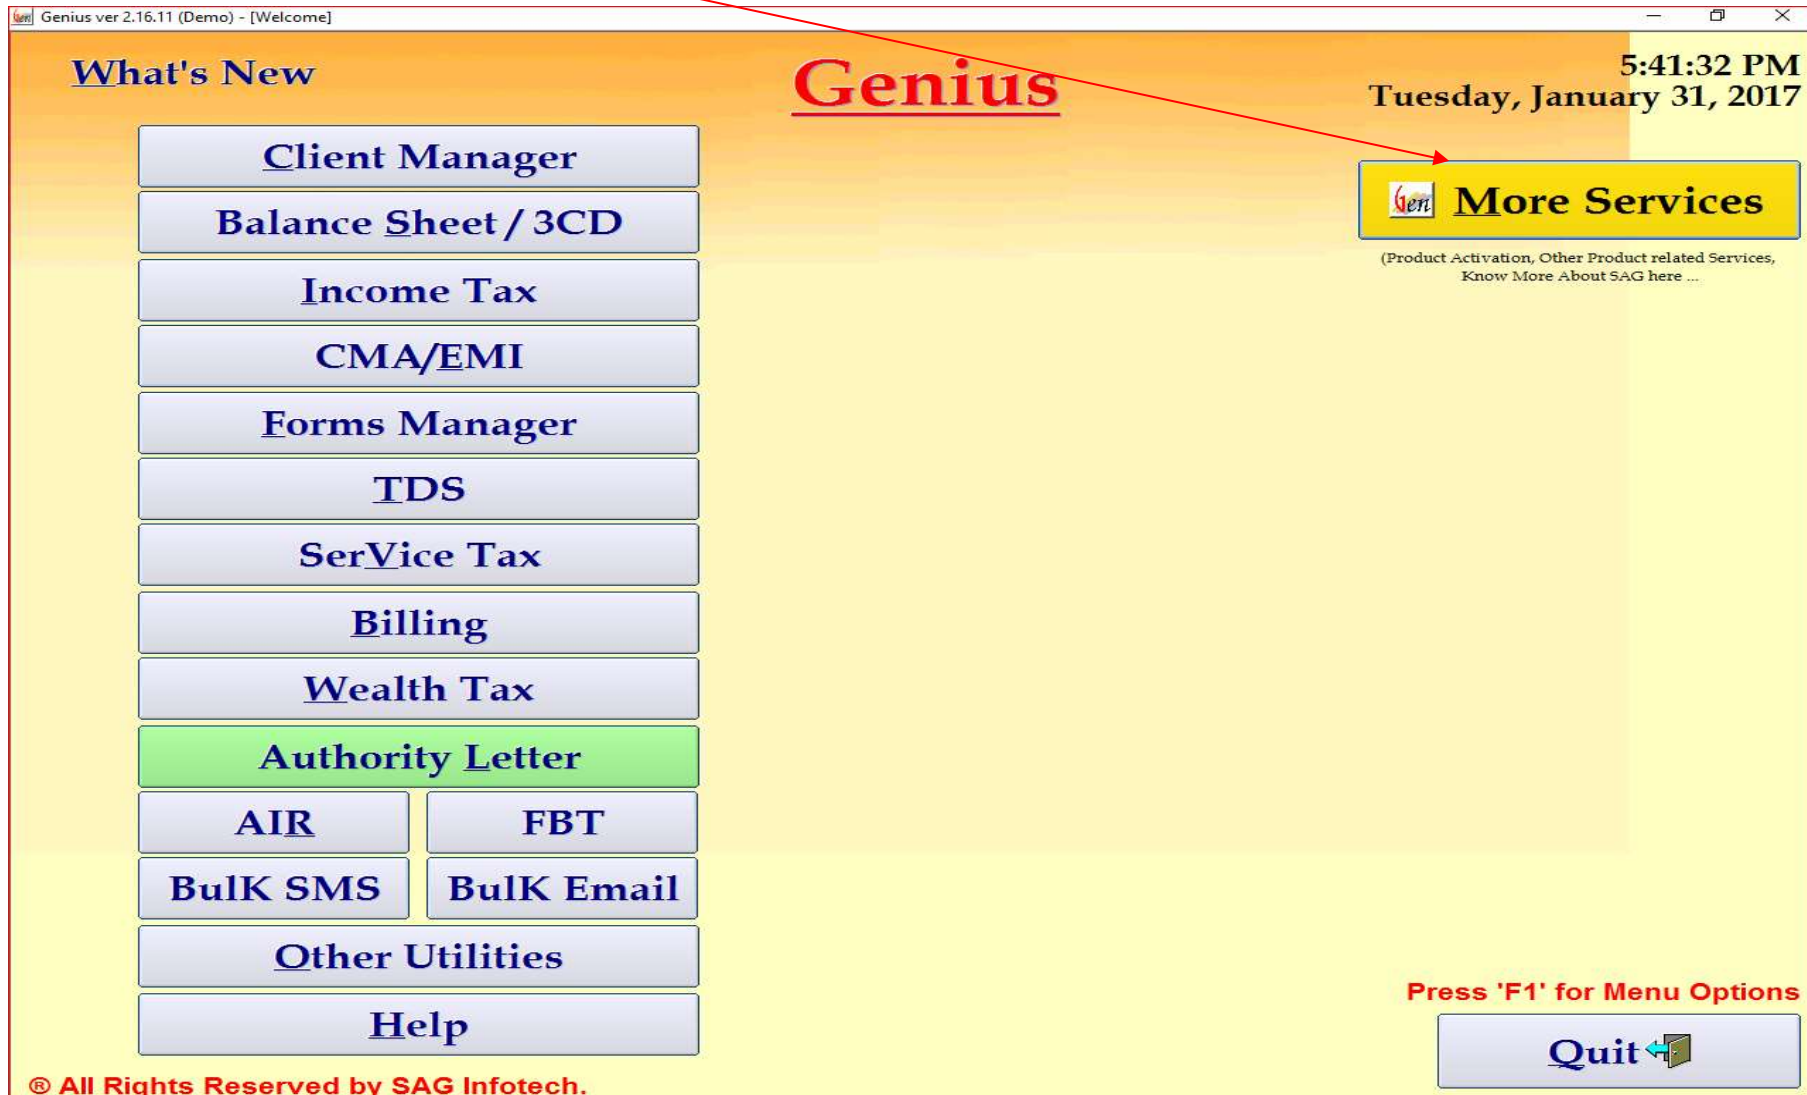 Genius ver 2.16.11 (Demo) - [Welcome]
What's New
Genius
5:41:32 PM
Tuesday, January 31, 2017
Client Manager
Balance Sheet / 3CD
Income Tax
CMA/EMI
Forms Manager
TDS
SerVice Tax
Billing
Wealth Tax
Authority Letter
AIR
FBT
BulK SMS
BulK Email
Other Utilities
Help
® All Rights Reserved by SAG Infotech.
Gen More Services
(Product Activation, Other Product related Services,
Know More About SAG here ...
Press 'F1' for Menu Options
Quit